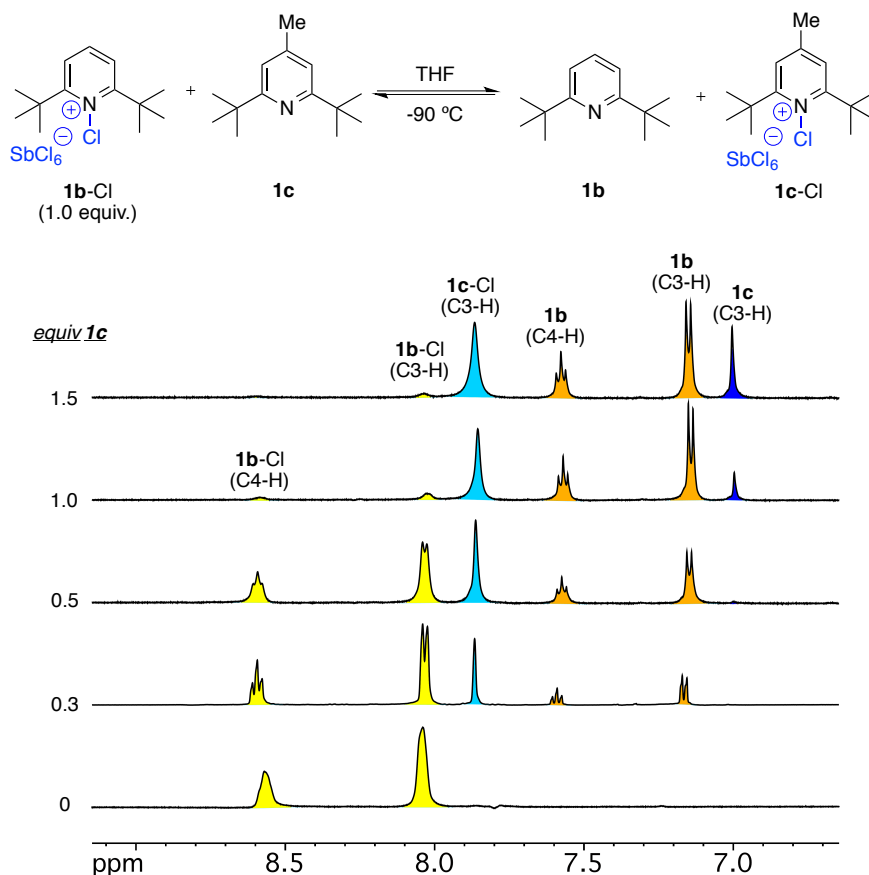 Me
Me
THF
-90 ºC
N
+
Cl
−
SbCl6
+
N
N
+
N
+
Cl
−
SbCl6
1b-Cl
(1.0 equiv.)
1c
1b
1c-Cl
equiv 1c
1b-Cl
(C3-H)
1c-Cl
(C3-H)
1b
(C4-H)
1b
(C3-H)
1c
(C3-H)
1.5
1b-Cl
(C4-H)
1.0
0.5
0.3
0
ppm 8.5 8.0 7.5 7.0